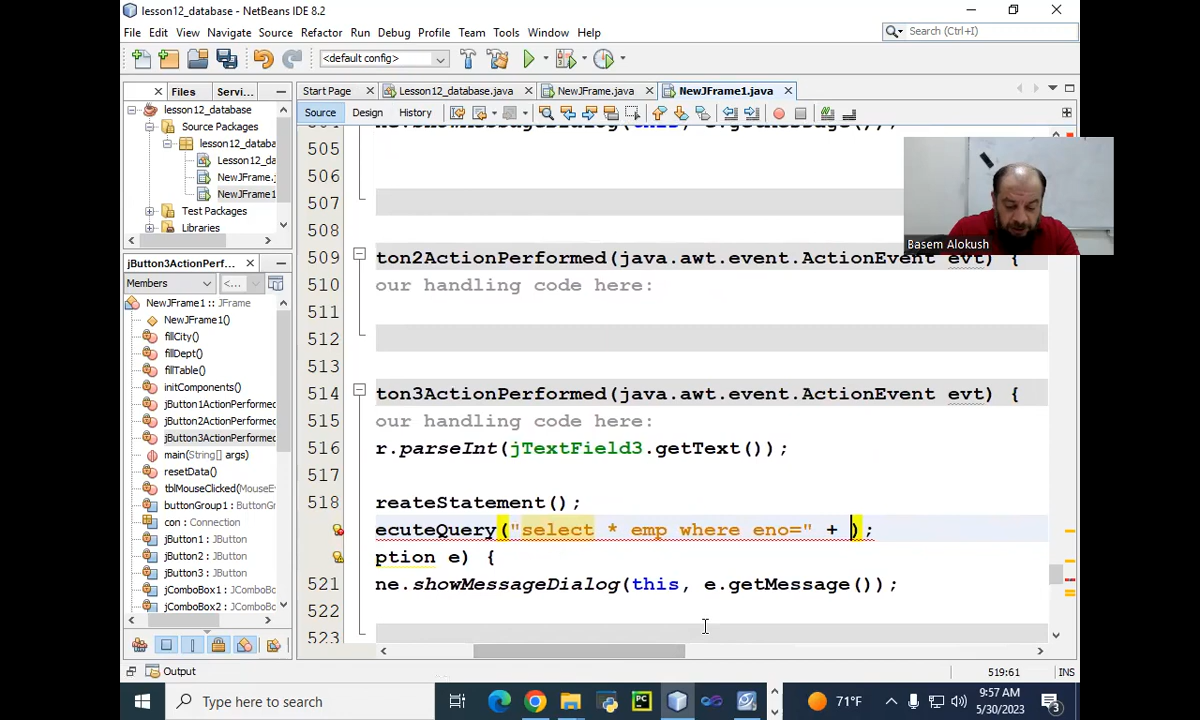 lesson12_database - NetBeans IDE 8.2
File Edit View Navigate Source Refactor Run Debug Profile Team Tools Window Help
Search (Ctrl+I)
<default config>
Files Servi...
Start Page Lesson12_database.java NewJFrame.java NewJFrame1.java
Source Design History
lesson12_database
Source Packages
lesson12_databa
Lesson12_da
NewJFrame.j
NewJFrame1
Test Packages
Libraries
jButton3ActionPerf...
Members <...
NewJFrame1 :: JFrame
NewJFrame1()
fillCity()
fillDept()
fillTable()
initComponents()
jButton1ActionPerformed
jButton2ActionPerformed
jButton3ActionPerformed
main(String[] args)
resetData()
tblMouseClicked(MouseE
buttonGroup1 : ButtonGr
con : Connection
jButton1 : JButton
jButton2 : JButton
jButton3 : JButton
jComboBox1 : JComboBo
jComboBox2 : JComboBo
505
506
507
508
509 ton2ActionPerformed(java.awt.event.ActionEvent evt) {
510 our handling code here:
511
512
513
514 ton3ActionPerformed(java.awt.event.ActionEvent evt) {
515 our handling code here:
516 r.parseInt(jTextField3.getText());
517
518 reateStatement();
ecuteQuery("select * emp where eno=" + );
ption e) {
521 ne.showMessageDialog(this, e.getMessage());
522
523
Basem Alokush
Output
519:61 INS
Type here to search
71°F
9:57 AM
5/30/2023
3